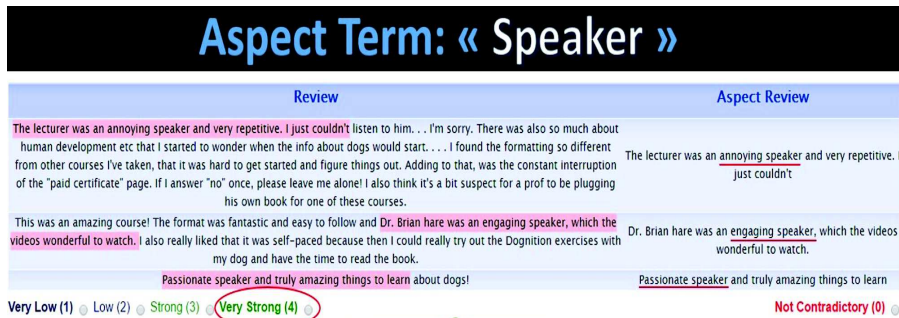 Aspect Term: « Speaker »
Review Aspect Review
The lecturer was an annoying speaker and very repetitive. I just couldn't listen to him. . . I'm sorry. There was also so much about
human development etc that I started to wonder when the info about dogs would start. . . . I found the formatting so different
from other courses I've taken, that it was hard to get started and figure things out. Adding to that, was the constant interruption
of the "paid certificate" page. If I answer "no" once, please leave me alone! I also think it's a bit suspect for a prof to be plugging
his own book for one of these courses.
The lecturer was an annoying speaker and very repetitive. I
just couldn't
This was an amazing course! The format was fantastic and easy to follow and Dr. Brian hare was an engaging speaker, which the
videos wonderful to watch. I also really liked that it was self-paced because then I could really try out the Dognition exercises with
my dog and have the time to read the book.
Dr. Brian hare was an engaging speaker, which the videos
wonderful to watch.
Passionate speaker and truly amazing things to learn about dogs!
Passionate speaker and truly amazing things to learn
Very Low (1) Low (2) Strong (3) Very Strong (4) Not Contradictory (0)